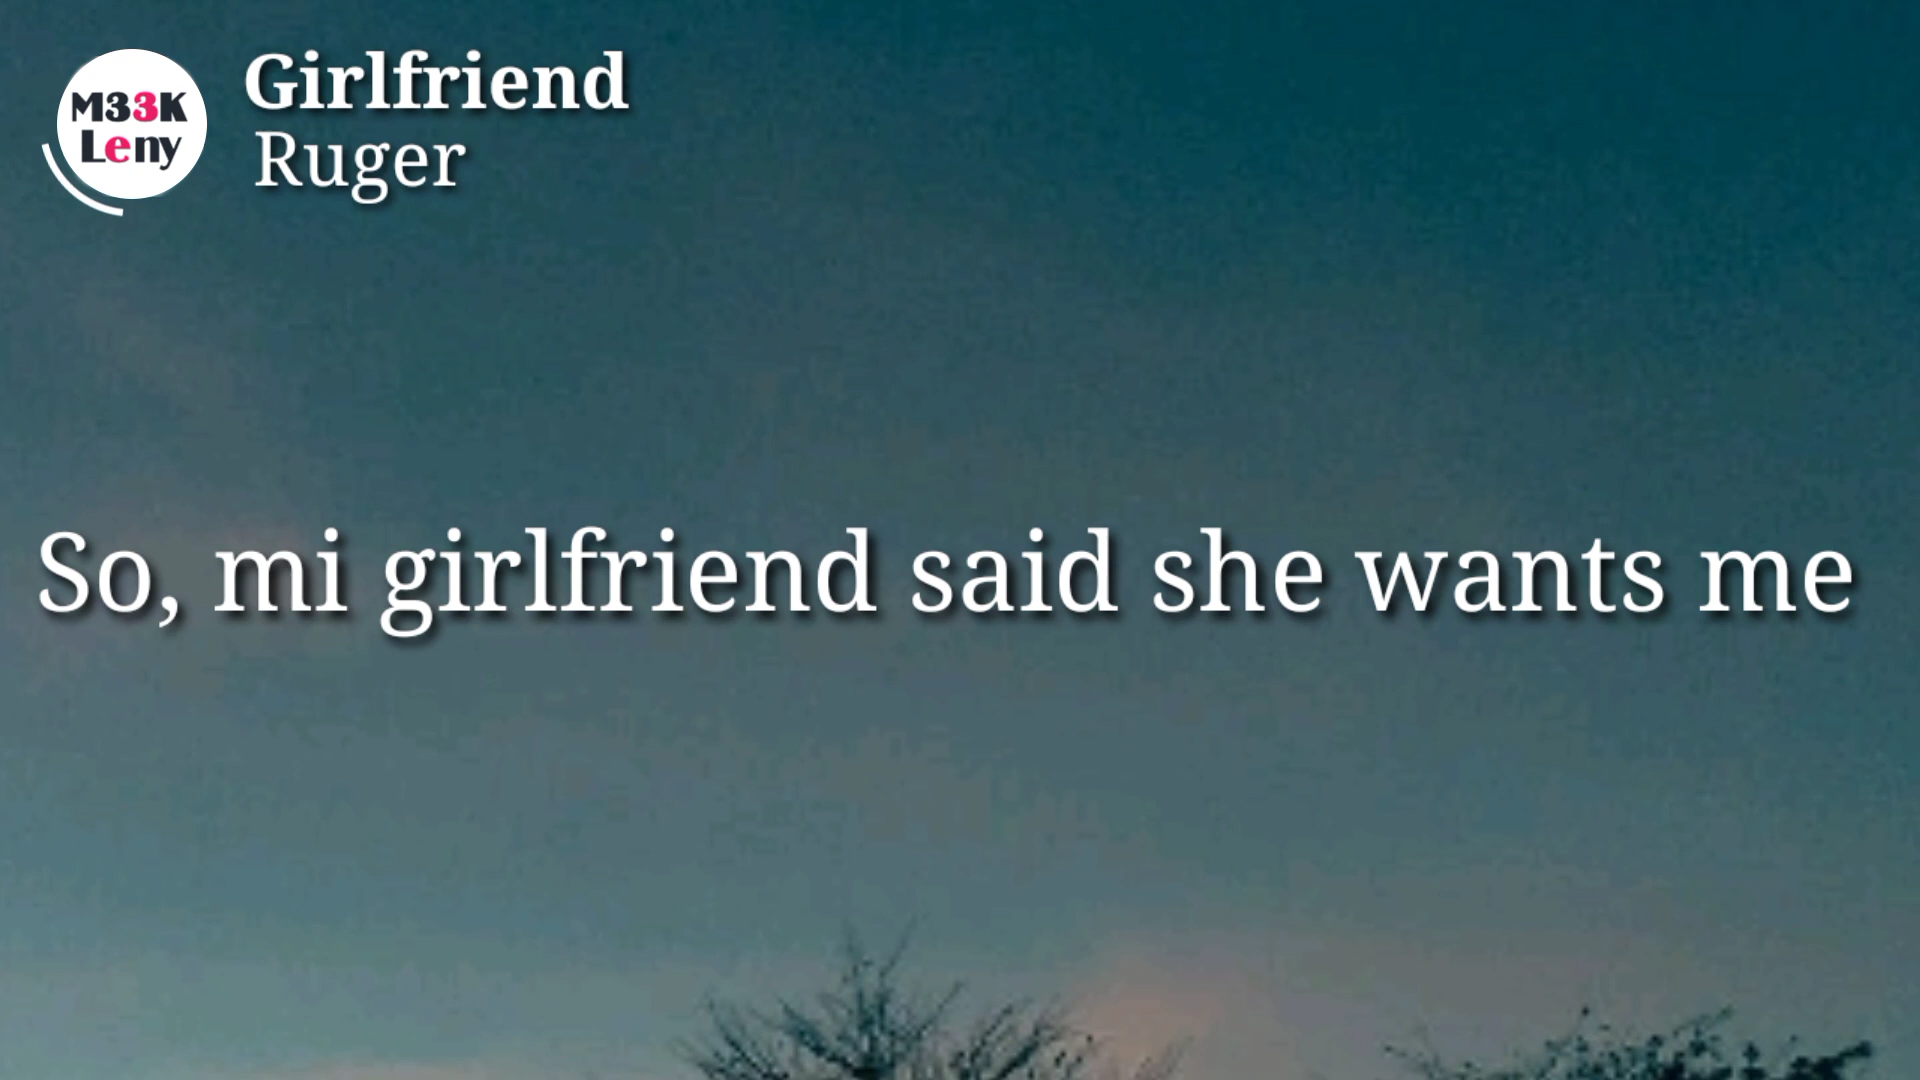 M33K
Leny
Girlfriend
Ruger
So, mi girlfriend said she wants me